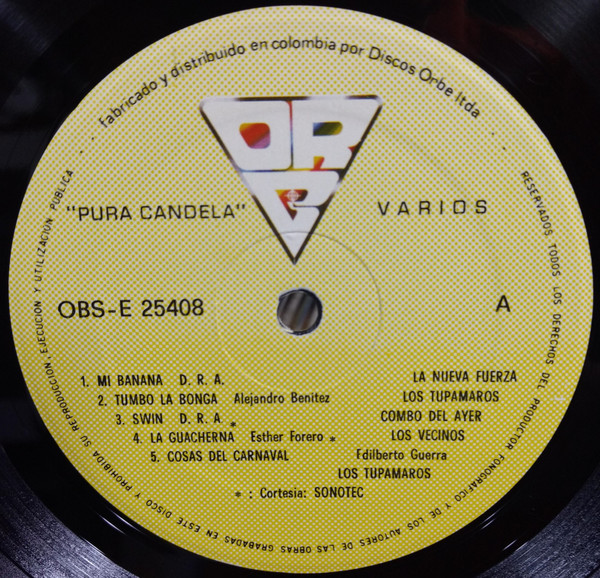 fabricado y distribuido en colombia por Discos Orbe ltda
ORBE
"PURA CANDELA" VARIOS
OBS-E 25408 A
1. MI BANANA D. R. A. LA NUEVA FUERZA
2. TUMBO LA BONGA Alejandro Benitez LOS TUPAMAROS
3. SWIN D. R. A * COMBO DEL AYER
4. LA GUACHERNA Esther Forero * LOS VECINOS
5. COSAS DEL CARNAVAL Edilberto Guerra
LOS TUPAMAROS
* : Cortesia: SONOTEC
RESERVADOS TODOS LOS DERECHOS DEL PRODUCTOR FONOGRAFICO Y DE LOS AUTORES DE LAS OBRAS GRABADAS EN ESTE DISCO Y PROHIBIDA SU REPRODUCCION, EJECUCION Y UTILIZACION PUBLICA